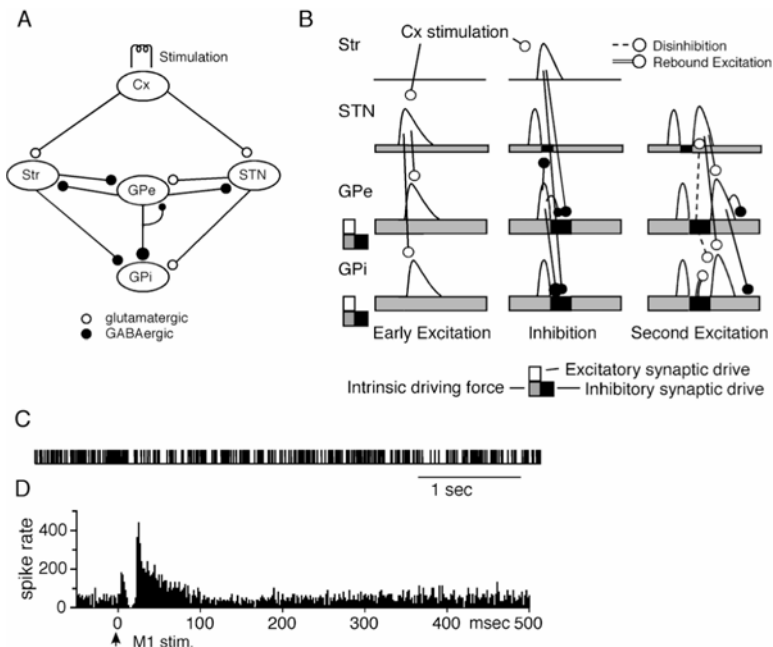 A
Stimulation
Cx
Str
STN
GPe
GPi
glutamatergic
GABAergic
B
Cx stimulation
Str
STN
GPe
GPi
Disinhibition
Rebound Excitation
Early Excitation
Inhibition
Second Excitation
Excitatory synaptic drive
Intrinsic driving force
Inhibitory synaptic drive
C
1 sec
D
spike rate
400
200
0
0 100 200 300 400 msec 500
M1 stim.